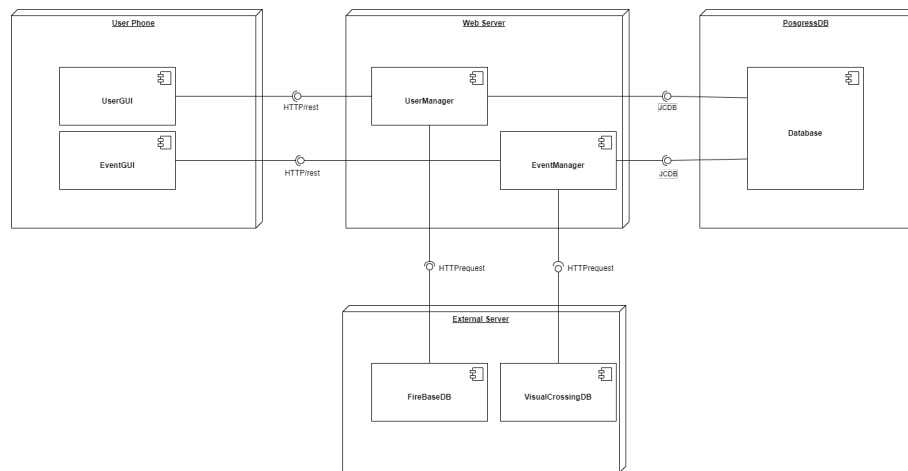 User Phone
Web Server
PosgressDB
UserGUI
UserManager
Database
HTTP/rest
JCDB
EventGUI
EventManager
HTTP/rest
JCDB
HTTPrequest
HTTPrequest
External Server
FireBaseDB
VisualCrossingDB